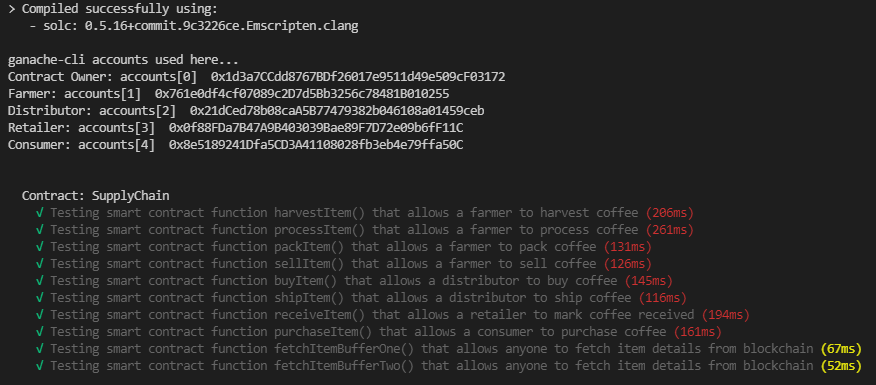 > Compiled successfully using:
- solc: 0.5.16+commit.9c3226ce.Emscripten.clang
ganache-cli accounts used here...
Contract Owner: accounts[0] 0x1d3a7CCdd8767BDf26017e9511d49e509cF03172
Farmer: accounts[1] 0x761e0df4cf07089c2D7d5Bb3256c78481B010255
Distributor: accounts[2] 0x21dCed78b08caA5B77479382b046108a01459ceb
Retailer: accounts[3] 0x0f88FDa7B47A9B403039Bae89F7D72e09b6fF11C
Consumer: accounts[4] 0x8e5189241Dfa5CD3A41108028fb3eb4e79ffa50C
Contract: SupplyChain
√ Testing smart contract function harvestItem() that allows a farmer to harvest coffee (206ms)
√ Testing smart contract function processItem() that allows a farmer to process coffee (261ms)
√ Testing smart contract function packItem() that allows a farmer to pack coffee (131ms)
√ Testing smart contract function sellItem() that allows a farmer to sell coffee (126ms)
√ Testing smart contract function buyItem() that allows a distributor to buy coffee (145ms)
√ Testing smart contract function shipItem() that allows a distributor to ship coffee (116ms)
√ Testing smart contract function receiveItem() that allows a retailer to mark coffee received (194ms)
√ Testing smart contract function purchaseItem() that allows a consumer to purchase coffee (161ms)
√ Testing smart contract function fetchItemBufferOne() that allows anyone to fetch item details from blockchain (67ms)
√ Testing smart contract function fetchItemBufferTwo() that allows anyone to fetch item details from blockchain (52ms)